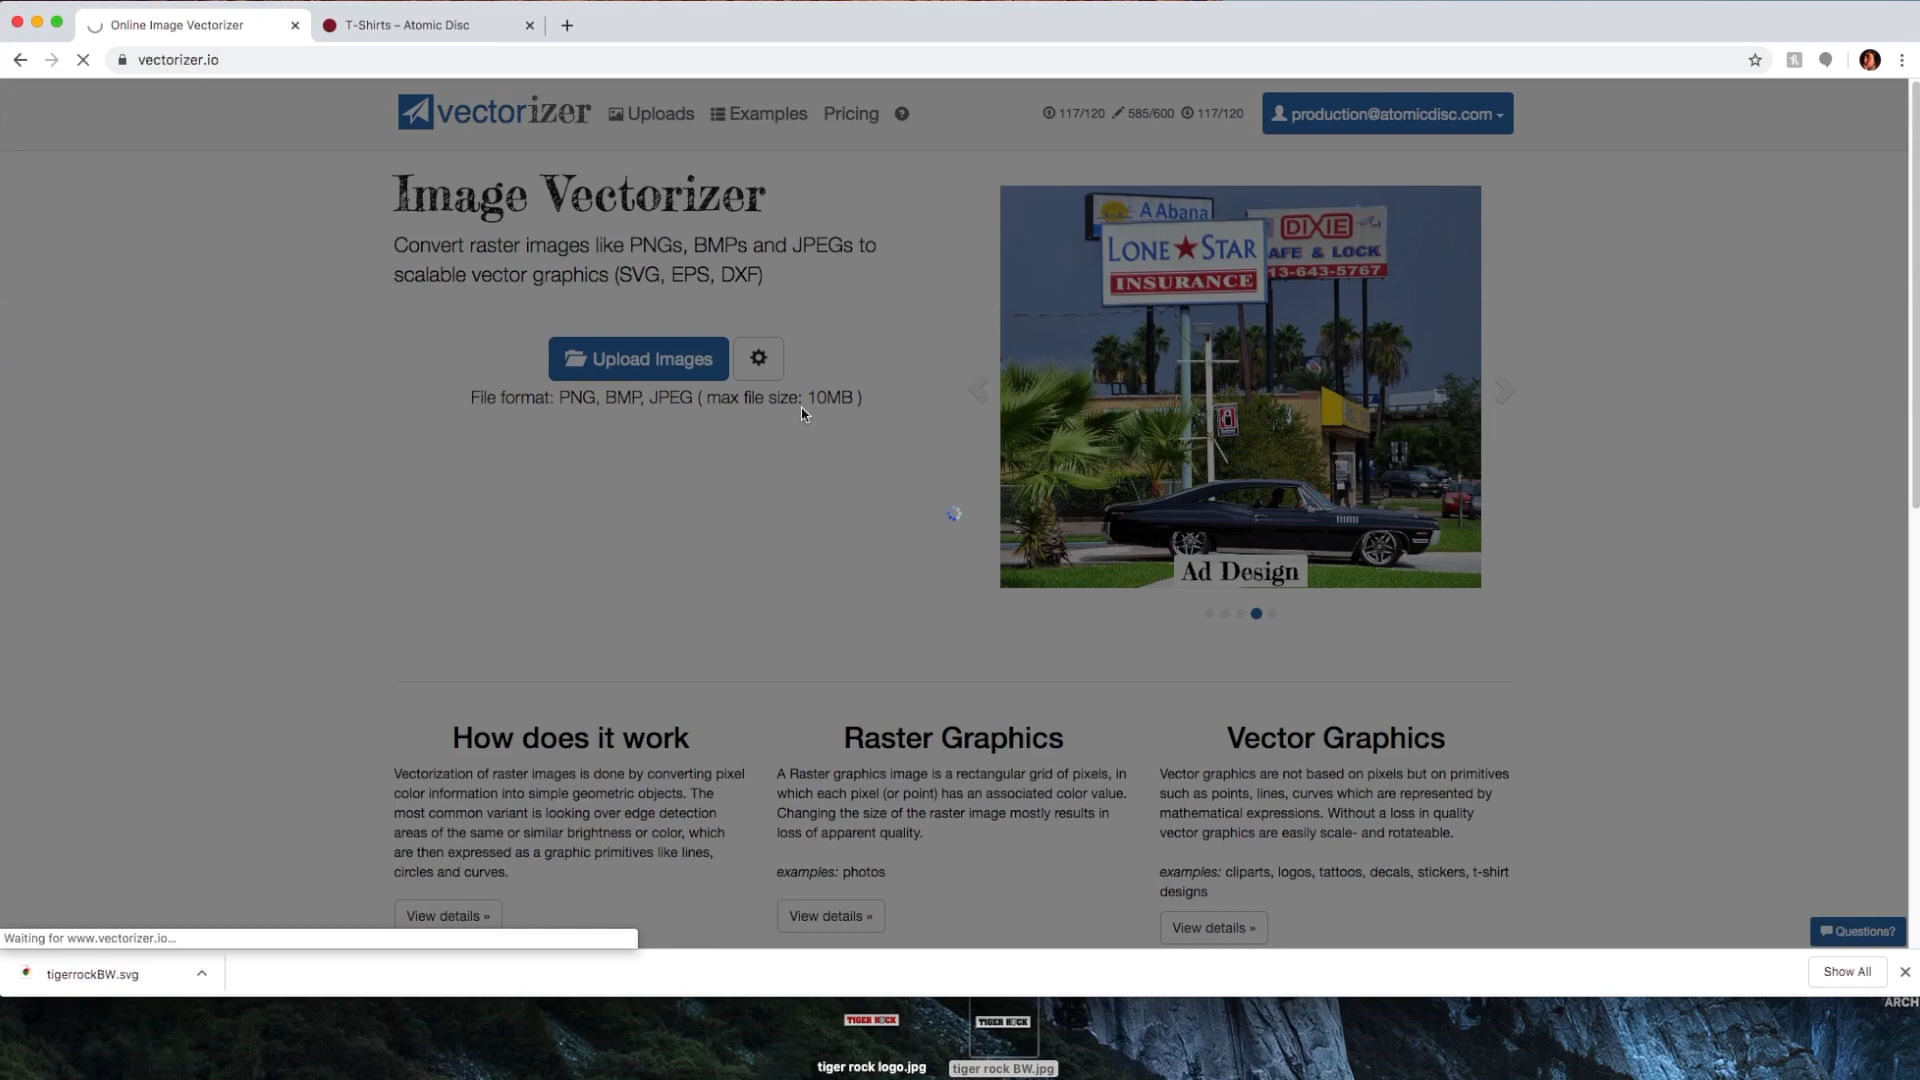 Online Image Vectorizer
T-Shirts – Atomic Disc
vectorizer.io
vectorizer
Uploads
Examples
Pricing
117/120
585/600
117/120
production@atomicdisc.com
Image Vectorizer
Convert raster images like PNGs, BMPs and JPEGs to
scalable vector graphics (SVG, EPS, DXF)
Upload Images
File format: PNG, BMP, JPEG ( max file size: 10MB )
A Abana
LONE STAR
INSURANCE
DIXIE
AFE & LOCK
13-643-5767
Ad Design
How does it work
Vectorization of raster images is done by converting pixel
color information into simple geometric objects. The
most common variant is looking over edge detection
areas of the same or similar brightness or color, which
are then expressed as a graphic primitives like lines,
circles and curves.
View details »
Raster Graphics
A Raster graphics image is a rectangular grid of pixels, in
which each pixel (or point) has an associated color value.
Changing the size of the raster image mostly results in
loss of apparent quality.
examples: photos
View details »
Vector Graphics
Vector graphics are not based on pixels but on primitives
such as points, lines, curves which are represented by
mathematical expressions. Without a loss in quality
vector graphics are easily scale- and rotateable.
examples: cliparts, logos, tattoos, decals, stickers, t-shirt
designs
View details »
Questions?
Waiting for www.vectorizer.io...
tigerrockBW.svg
Show All
ARCH
TIGER ROCK
TIGER ROCK
tiger rock logo.jpg
tiger rock BW.jpg